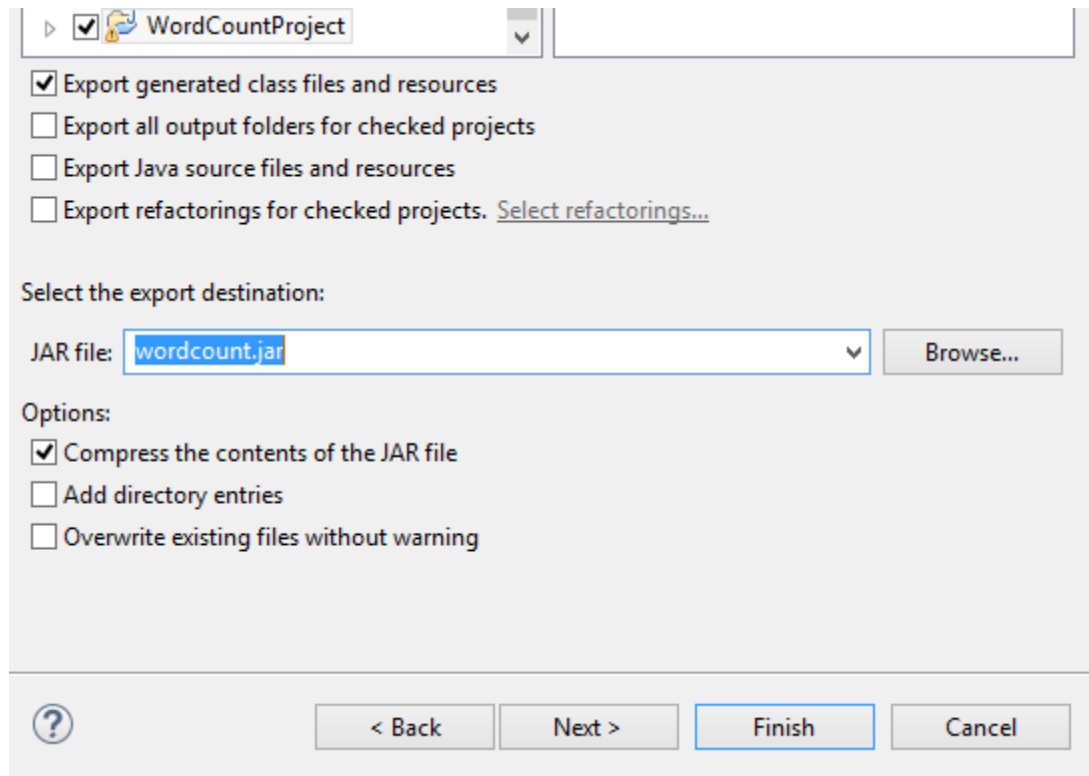 WordCountProject
Export generated class files and resources
Export all output folders for checked projects
Export Java source files and resources
Export refactorings for checked projects. Select refactorings...
Select the export destination:
JAR file: wordcount.jar Browse...
Options:
Compress the contents of the JAR file
Add directory entries
Overwrite existing files without warning
? < Back Next > Finish Cancel